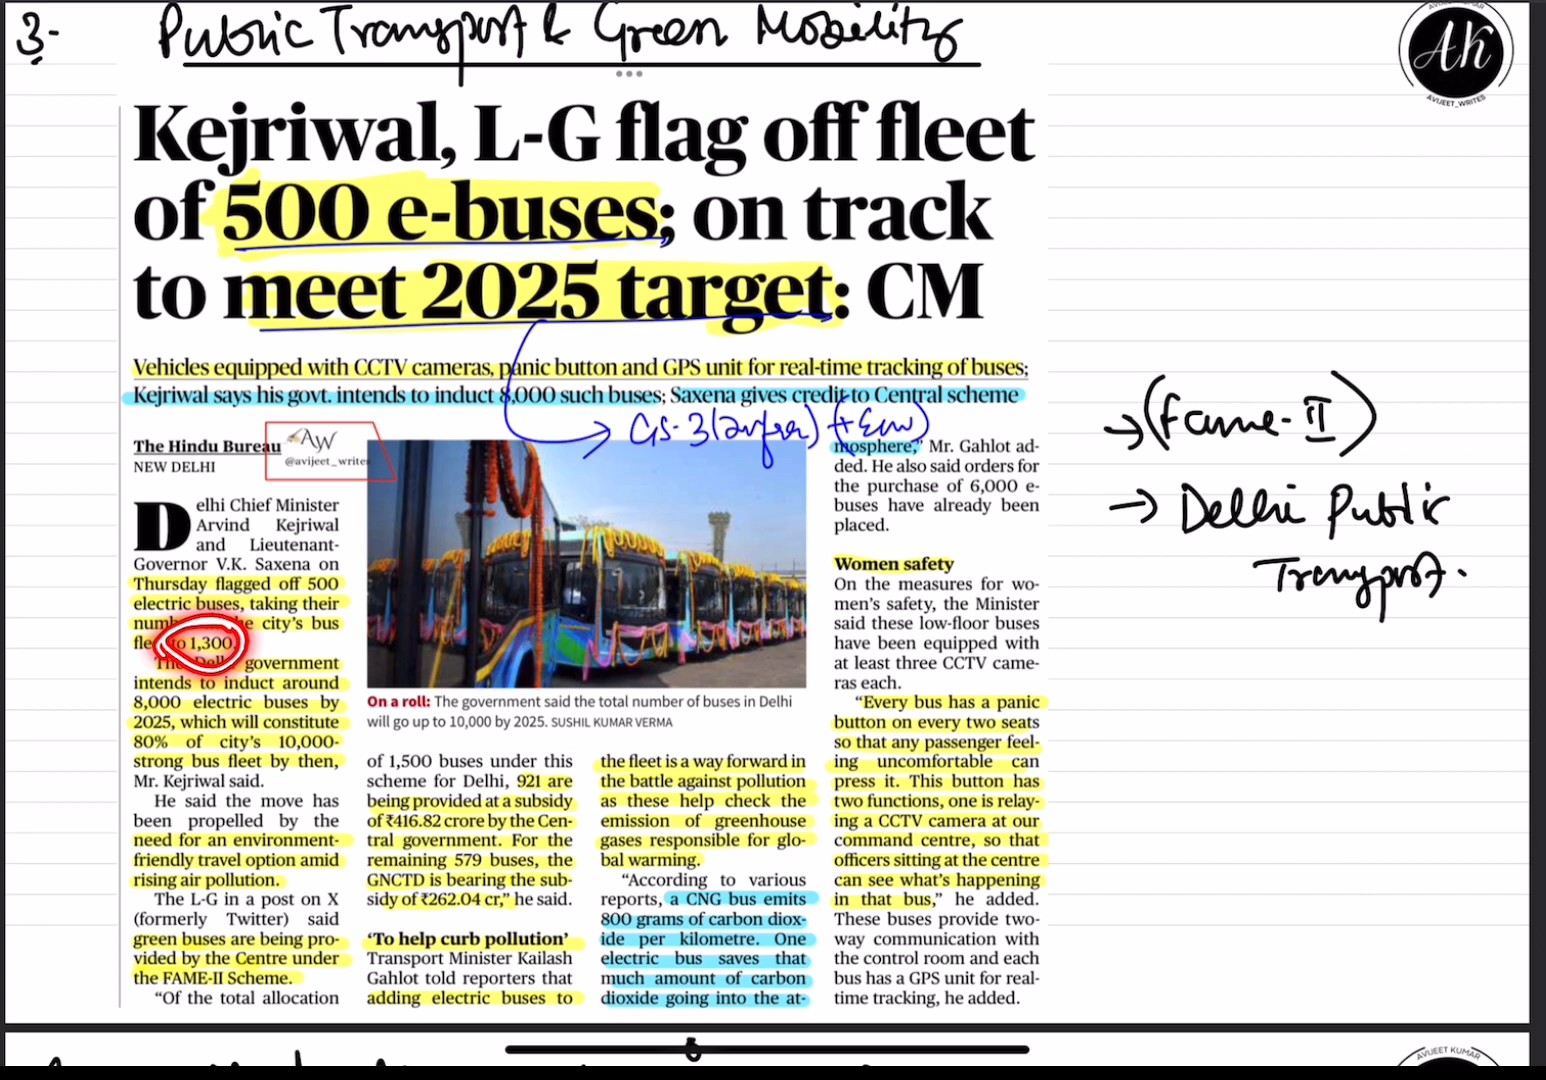 3- Public Transport & Green Mobility
AK
AVIJEET_WRITES
Kejriwal, L-G flag off fleet
of 500 e-buses; on track
to meet 2025 target: CM
Vehicles equipped with CCTV cameras, panic button and GPS unit for real-time tracking of buses;
Kejriwal says his govt. intends to induct 8,000 such buses; Saxena gives credit to Central scheme
→ GS-3 (Infra) (+Env)
→ (Fame-II)
→ Delhi Public
Transport.
The Hindu Bureau
NEW DELHI
AW
@avijeet_writes
Delhi Chief Minister
Arvind Kejriwal
and Lieutenant-
Governor V.K. Saxena on
Thursday flagged off 500
electric buses, taking their
city's bus
to 1,300.
The Delhi government
intends to induct around
8,000 electric buses by
2025, which will constitute
80% of city's 10,000-
strong bus fleet by then,
Mr. Kejriwal said.
He said the move has
been propelled by the
need for an environment-
friendly travel option amid
rising air pollution.
The L-G in a post on X
(formerly Twitter) said
green buses are being pro-
vided by the Centre under
the FAME-II Scheme.
"Of the total allocation
On a roll: The government said the total number of buses in Delhi
will go up to 10,000 by 2025. SUSHIL KUMAR VERMA
of 1,500 buses under this
scheme for Delhi, 921 are
being provided at a subsidy
of ₹416.82 crore by the Cen-
tral government. For the
remaining 579 buses, the
GNCTD is bearing the sub-
sidy of ₹262.04 cr," he said.
'To help curb pollution'
Transport Minister Kailash
Gahlot told reporters that
adding electric buses to
the fleet is a way forward in
the battle against pollution
as these help check the
emission of greenhouse
gases responsible for glo-
bal warming.
"According to various
reports, a CNG bus emits
800 grams of carbon diox-
ide per kilometre. One
electric bus saves that
much amount of carbon
dioxide going into the at-
mosphere," Mr. Gahlot ad-
ded. He also said orders for
the purchase of 6,000 e-
buses have already been
placed.
Women safety
On the measures for wo-
men's safety, the Minister
said these low-floor buses
have been equipped with
at least three CCTV came-
ras each.
"Every bus has a panic
button on every two seats
so that any passenger feel-
ing uncomfortable can
press it. This button has
two functions, one is relay-
ing a CCTV camera at our
command centre, so that
officers sitting at the centre
can see what's happening
in that bus," he added.
These buses provide two-
way communication with
the control room and each
bus has a GPS unit for real-
time tracking, he added.
AVIJEET KUMAR